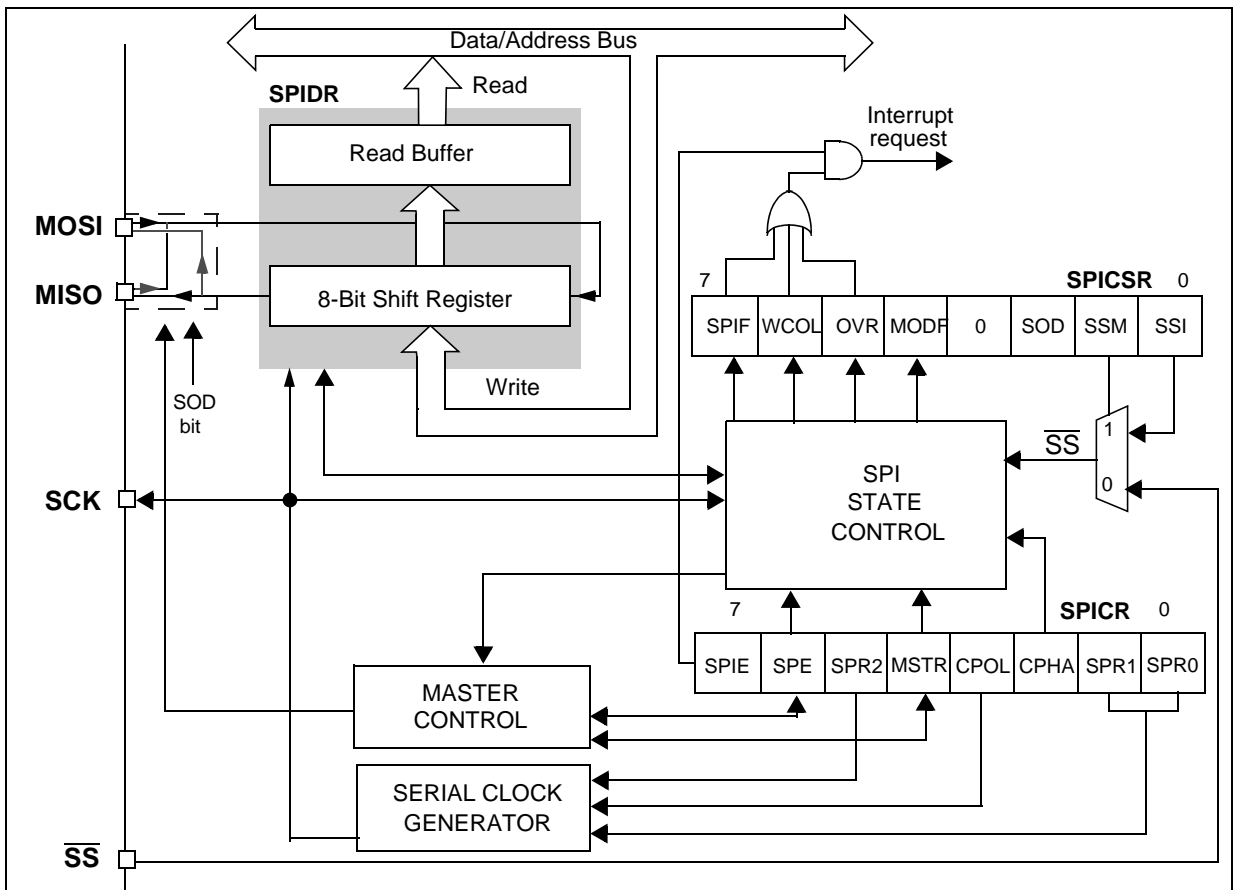 Data/Address Bus
SPIDR
Read
Read Buffer
Interrupt
request
MOSI
MISO
8-Bit Shift Register
Write
SOD
bit
7
SPICSR
0
SPIF
WCOL
OVR
MODF
0
SOD
SSM
SSI
1
SS
0
SCK
SPI
STATE
CONTROL
7
SPICR
0
SPIE
SPE
SPR2
MSTR
CPOL
CPHA
SPR1
SPR0
MASTER
CONTROL
SERIAL CLOCK
GENERATOR
SS